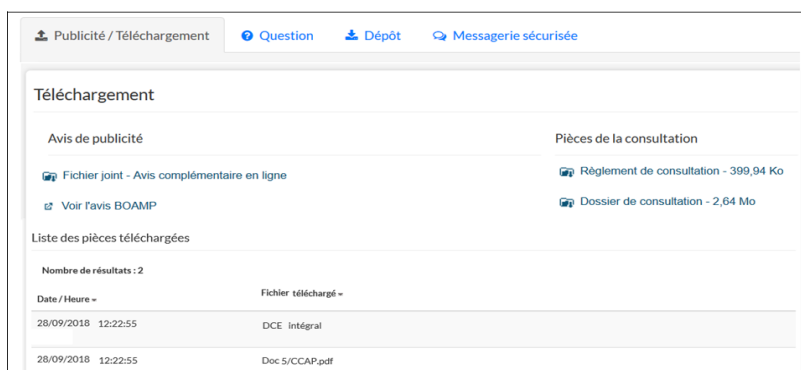 Publicité / Téléchargement Question Dépôt Messagerie sécurisée
Téléchargement
Avis de publicité Pièces de la consultation
Fichier joint - Avis complémentaire en ligne Règlement de consultation - 399,94 Ko
Voir l'avis BOAMP Dossier de consultation - 2,64 Mo
Liste des pièces téléchargées
Nombre de résultats : 2
Date / Heure Fichier téléchargé
28/09/2018 12:22:55 DCE intégral
28/09/2018 12:22:55 Doc 5/CCAP.pdf